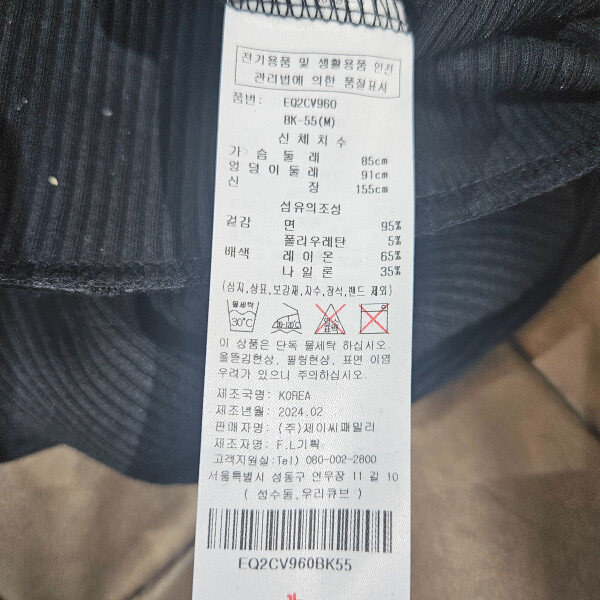 전기용품 및 생활용품 안전
관리법에 의한 품질표시
품번: EQ2CV960
BK-55(M)
신체치수
가슴둘레 85cm
엉덩이둘레 91cm
신장 155cm
섬유의조성
겉감 면 95%
폴리우레탄 5%
배색 레이온 65%
나일론 35%
(심지,상표,보강재,자수,장식,밴드 제외)
물세탁
30℃
이 상품은 단독 물세탁 하십시오.
올뜯김현상, 필링현상, 표면 이염
우려가 있으니 주의하십시오.
제조국명: KOREA
제조년월: 2024.02
판매자명: (주)제이씨패밀리
제조자명: F.L기획
고객지원실:Tel) 080-002-2800
서울특별시 성동구 연무장 11 길 10
( 성수동,우리큐브 )
EQ2CV960BK55